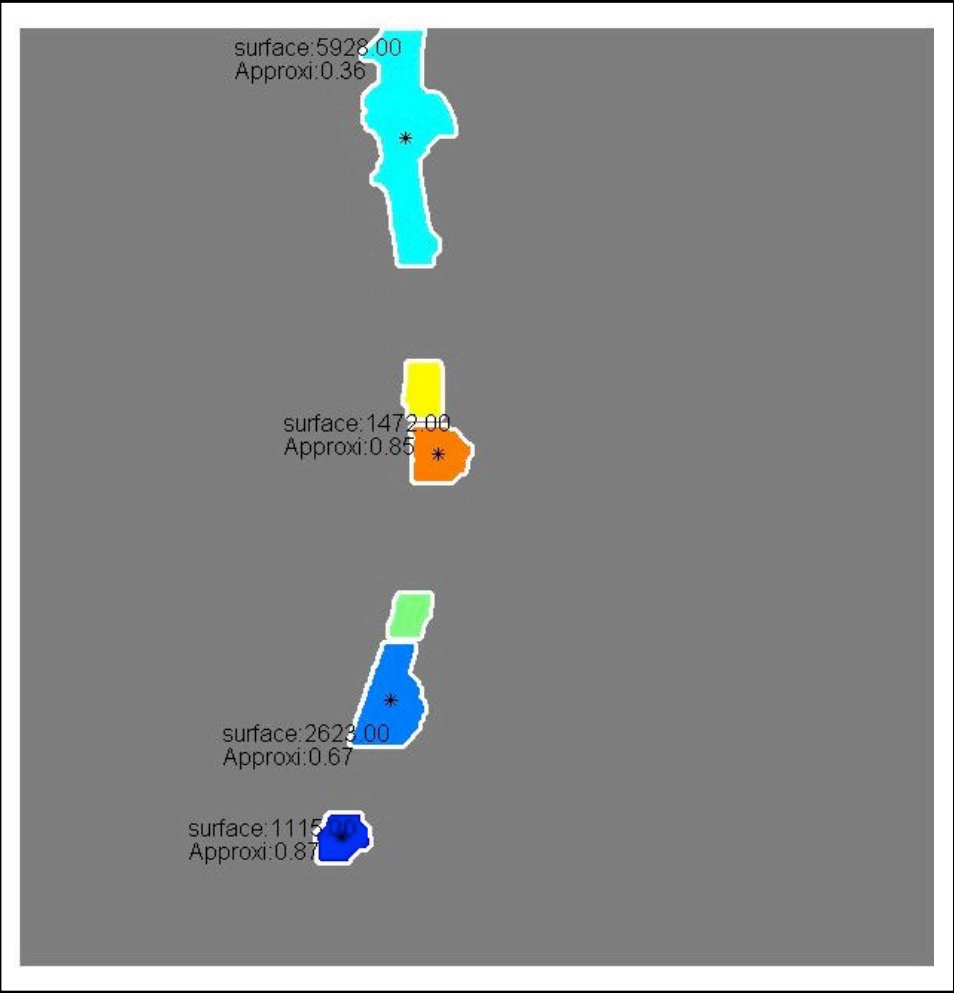 surface:5928.00
Approxi:0.36
surface:1472.00
Approxi:0.85
surface:2623.00
Approxi:0.67
surface:1115.00
Approxi:0.87